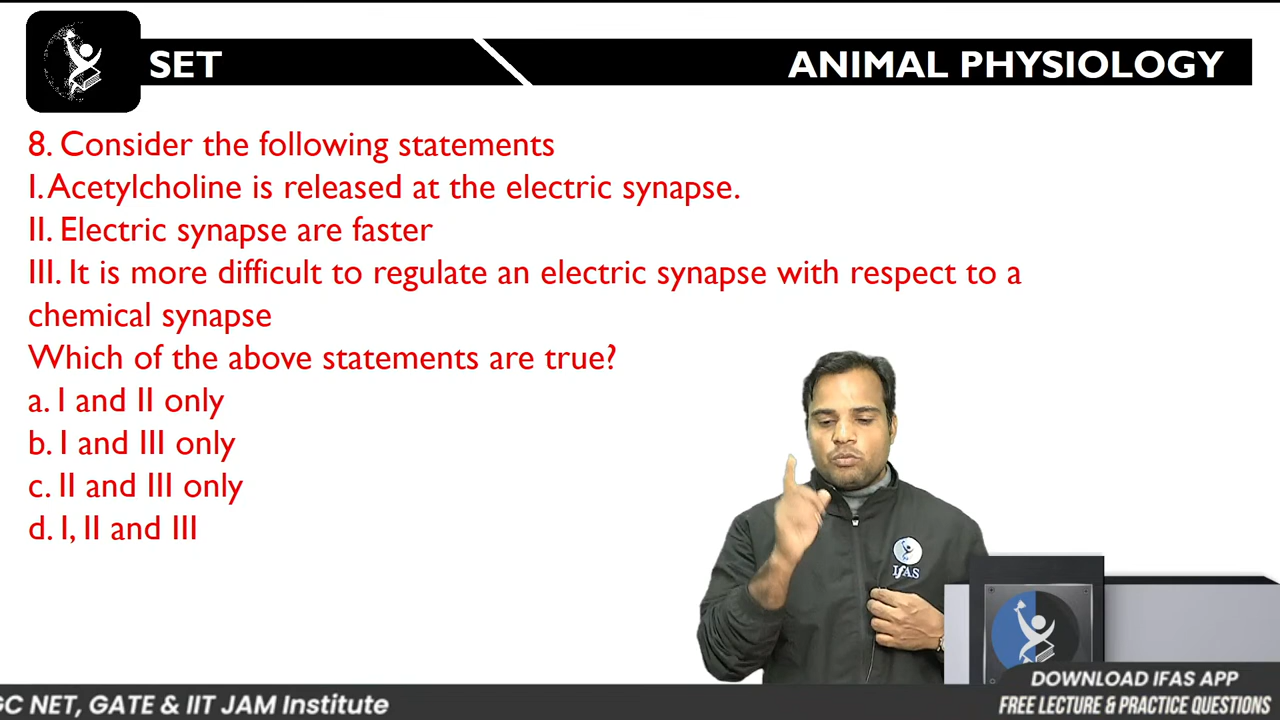 SET
ANIMAL PHYSIOLOGY
8. Consider the following statements
I. Acetylcholine is released at the electric synapse.
II. Electric synapse are faster
III. It is more difficult to regulate an electric synapse with respect to a
chemical synapse
Which of the above statements are true?
a. I and II only
b. I and III only
c. II and III only
d. I, II and III
IFAS
DOWNLOAD IFAS APP
FREE LECTURE & PRACTICE QUESTIONS
GC NET, GATE & IIT JAM Institute